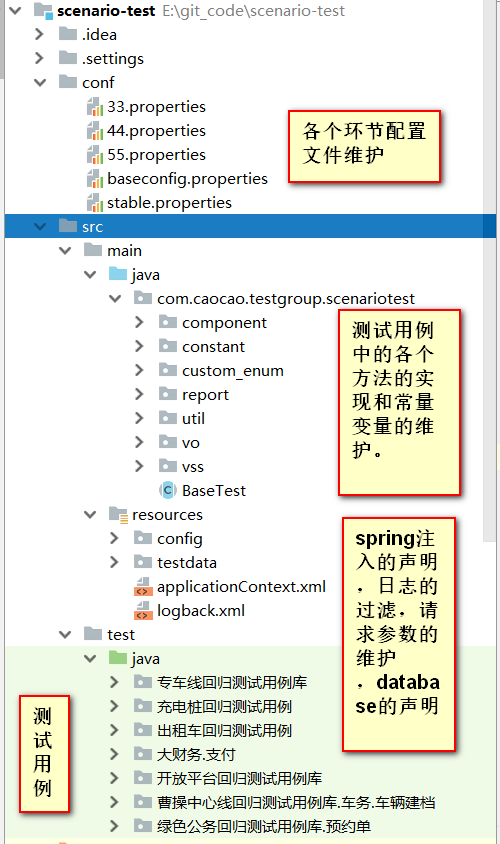 scenario-test E:\git_code\scenario-test
.idea
.settings
conf
33.properties
44.properties
55.properties
baseconfig.properties
stable.properties
各个环节配置
文件维护
src
main
java
com.caocao.testgroup.scenariotest
component
constant
custom_enum
report
util
vo
vss
BaseTest
测试用例
中的各个
方法的实
现和常量
变量的维
护。
resources
config
testdata
applicationContext.xml
logback.xml
spring注
入的声明
，日志的
过滤，请
求参数的
维护
，databa
se的声明
test
java
专车线回归测试用例库
充电桩回归测试用例
出租车回归测试用例
大财务.支付
开放平台回归测试用例库
曹操中心线回归测试用例库.车务.车辆建档
绿色公务回归测试用例库.预约单
测
试
用
例